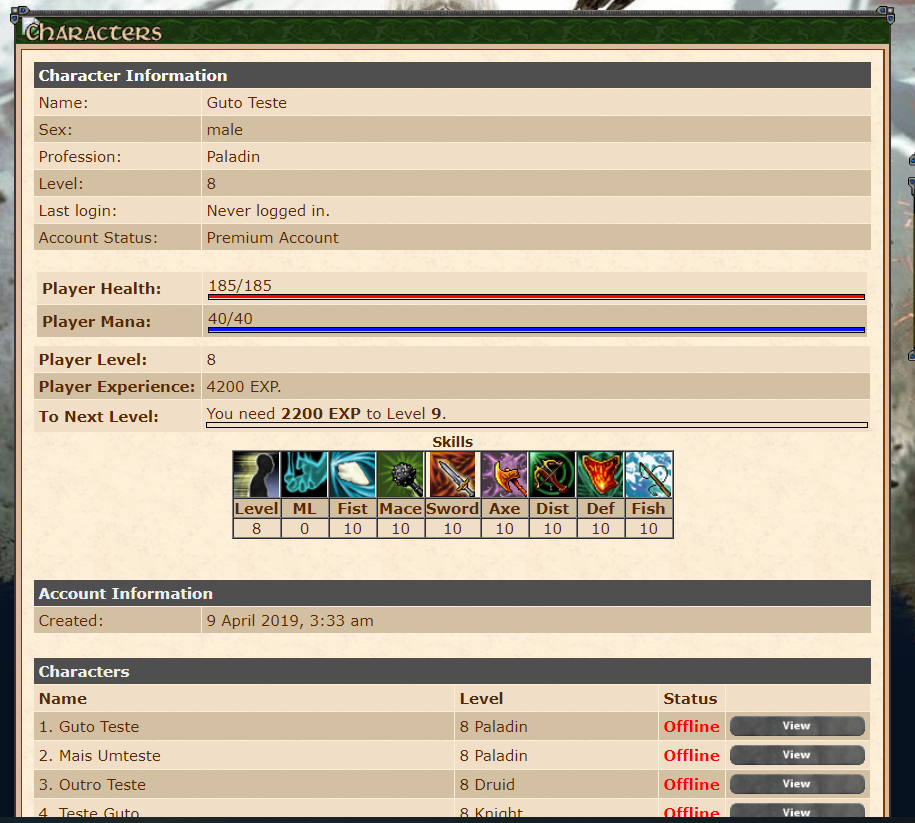 Characters
Character Information
Name: Guto Teste
Sex: male
Profession: Paladin
Level: 8
Last login: Never logged in.
Account Status: Premium Account
Player Health: 185/185
Player Mana: 40/40
Player Level: 8
Player Experience: 4200 EXP.
To Next Level: You need 2200 EXP to Level 9.
Skills
Level ML Fist Mace Sword Axe Dist Def Fish
8 0 10 10 10 10 10 10 10
Account Information
Created: 9 April 2019, 3:33 am
Characters
Name Level Status
1. Guto Teste 8 Paladin Offline View
2. Mais Umteste 8 Paladin Offline View
3. Outro Teste 8 Druid Offline View
4. Teste Guto 8 Knight Offline View